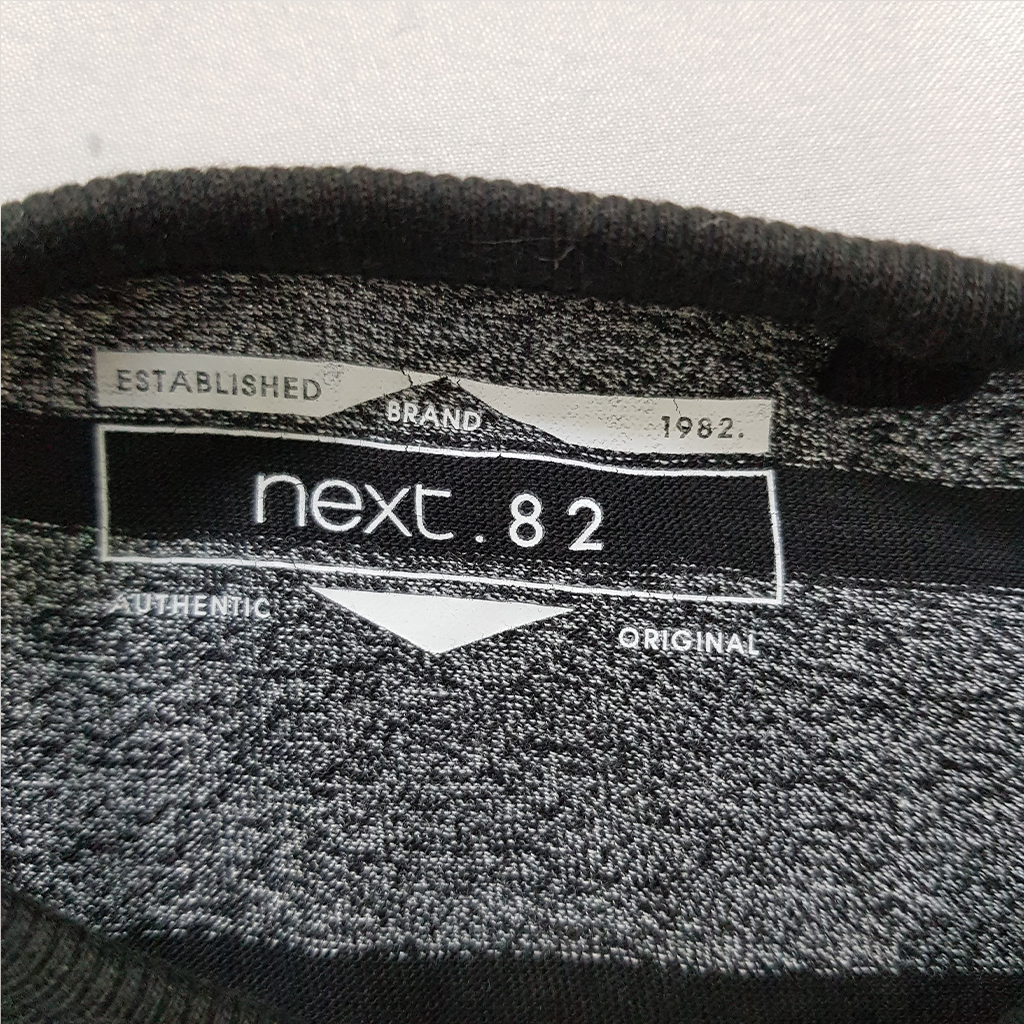 ESTABLISHED
BRAND
1982.
next.82
AUTHENTIC
ORIGINAL